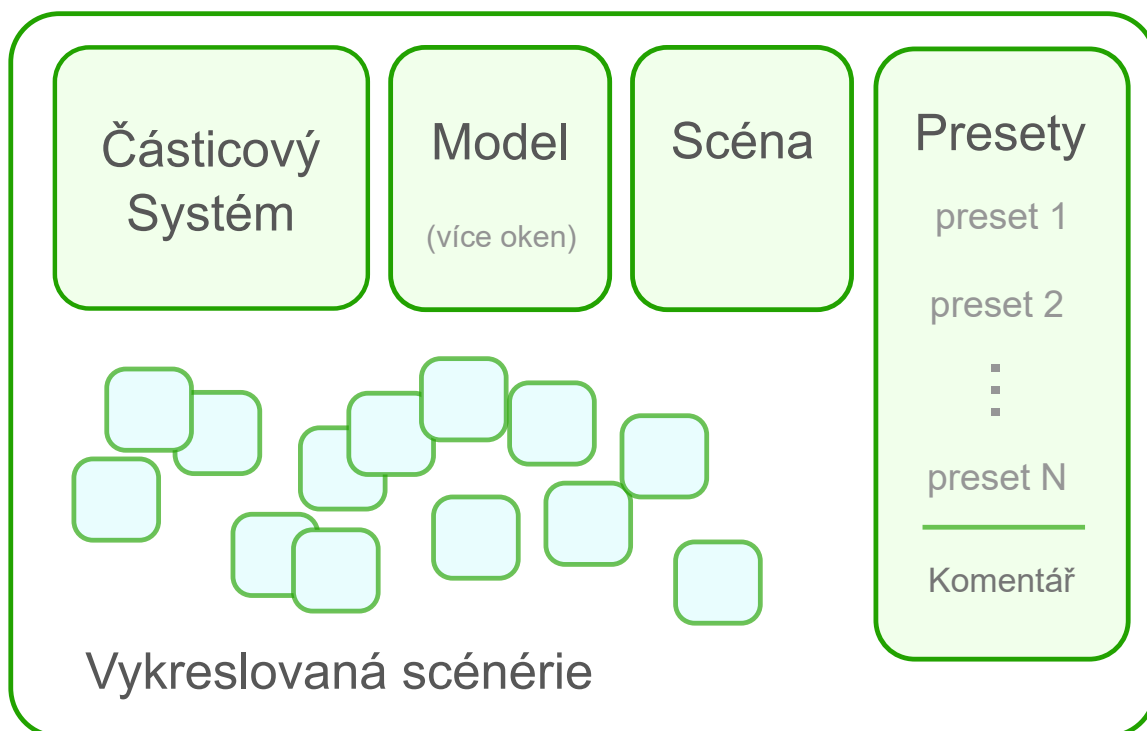 Částicový
Systém
Model
(více oken)
Scéna
Presety
preset 1
preset 2
preset N
Komentář
Vykreslovaná scénérie